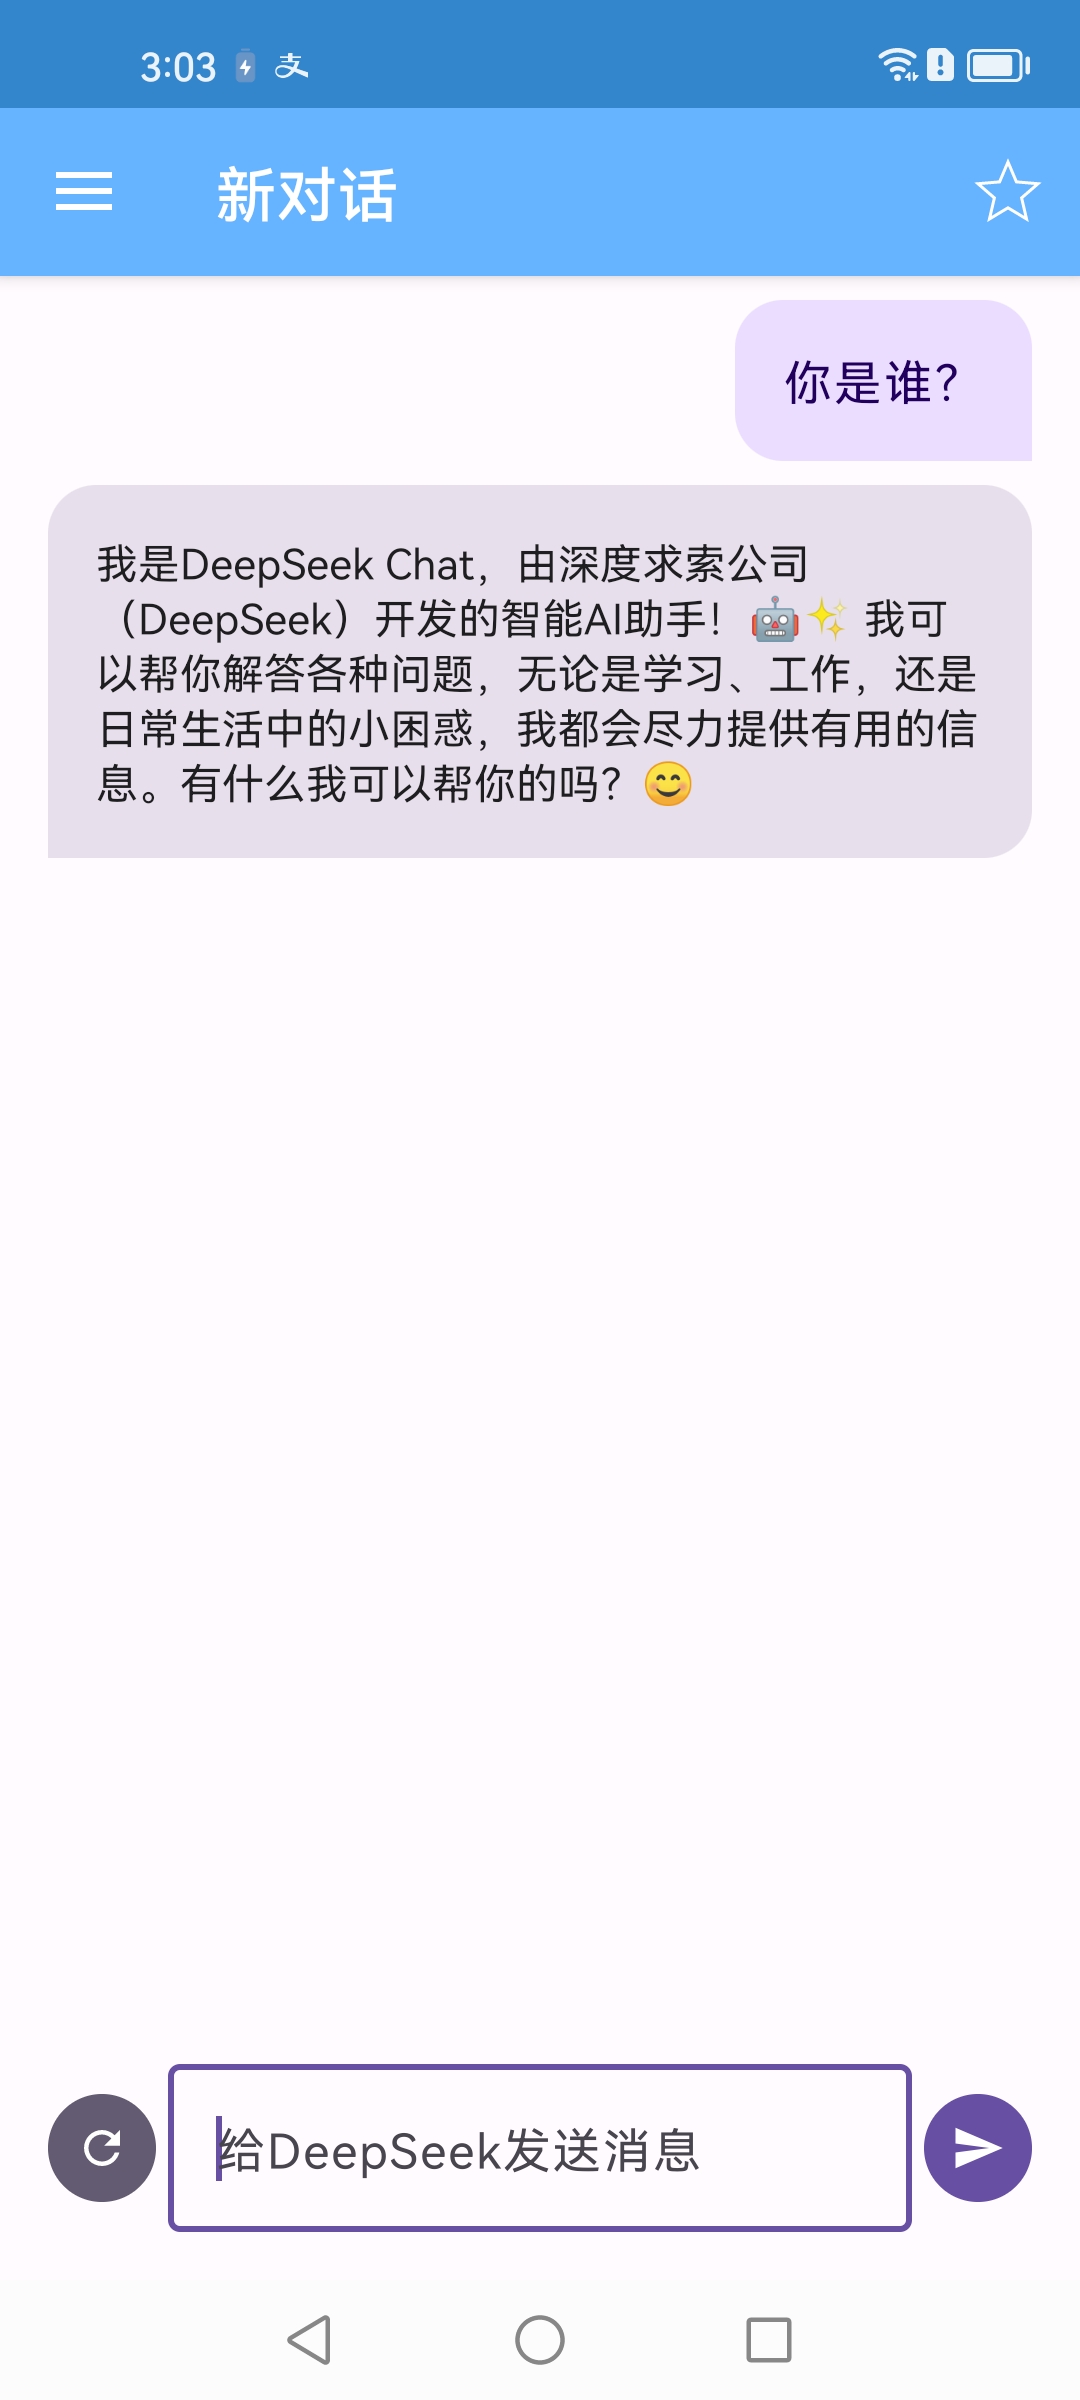 3:03 支
新对话
你是谁？
我是DeepSeek Chat，由深度求索公司
（DeepSeek）开发的智能AI助手！🤖✨ 我可
以帮你解答各种问题，无论是学习、工作，还是
日常生活中的小困惑，我都会尽力提供有用的信
息。有什么我可以帮你的吗？😊
给DeepSeek发送消息